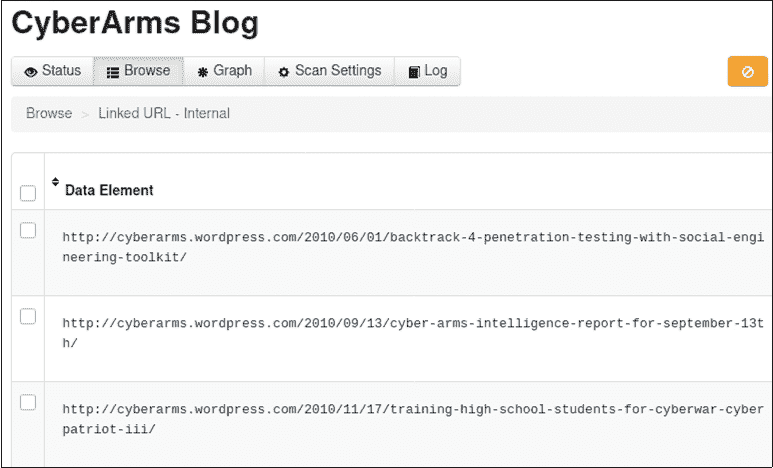 CyberArms Blog
Status Browse Graph Scan Settings Log
Browse > Linked URL - Internal
Data Element
http://cyberarms.wordpress.com/2010/06/01/backtrack-4-penetration-testing-with-social-engi
neering-toolkit/
http://cyberarms.wordpress.com/2010/09/13/cyber-arms-intelligence-report-for-september-13t
h/
http://cyberarms.wordpress.com/2010/11/17/training-high-school-students-for-cyberwar-cyber
patriot-iii/